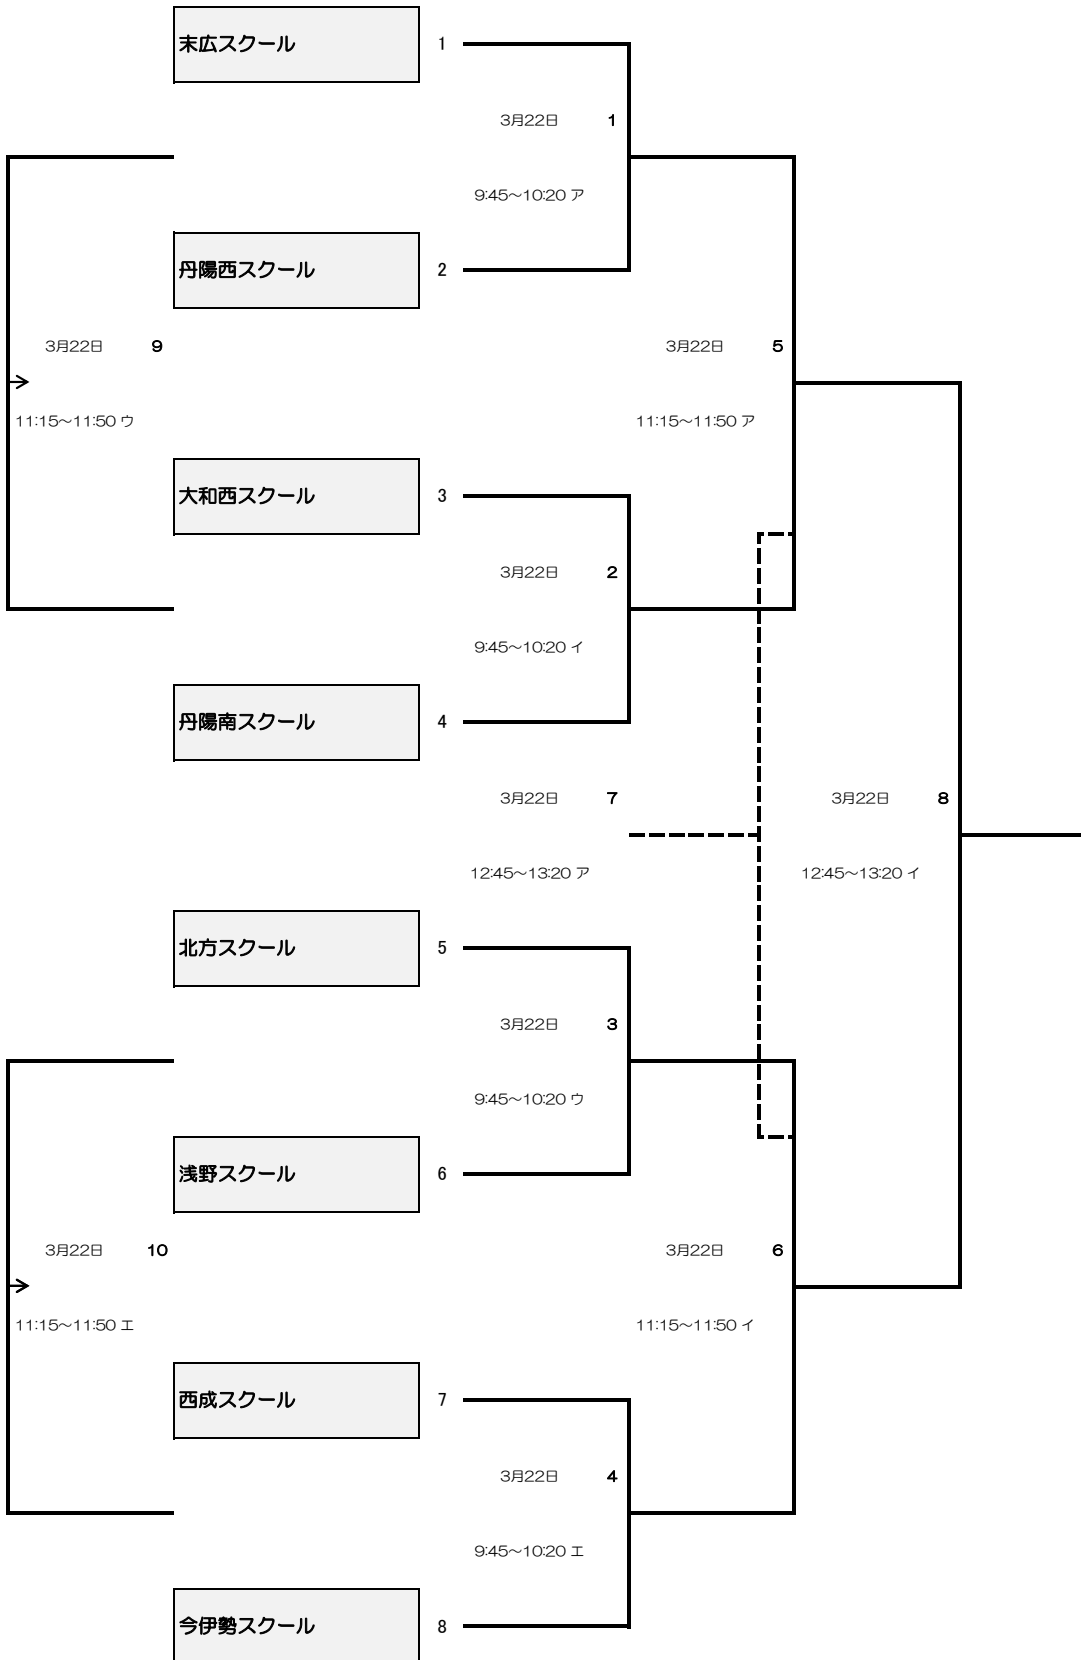 末広スクール 1
3月22日 1
9:45～10:20 ア
丹陽西スクール 2
3月22日 9 3月22日 5
11:15～11:50 ウ 11:15～11:50 ア
大和西スクール 3
3月22日 2
9:45～10:20 イ
丹陽南スクール 4
3月22日 7 3月22日 8
12:45～13:20 ア 12:45～13:20 イ
北方スクール 5
3月22日 3
9:45～10:20 ウ
浅野スクール 6
3月22日 10 3月22日 6
11:15～11:50 エ 11:15～11:50 イ
西成スクール 7
3月22日 4
9:45～10:20 エ
今伊勢スクール 8